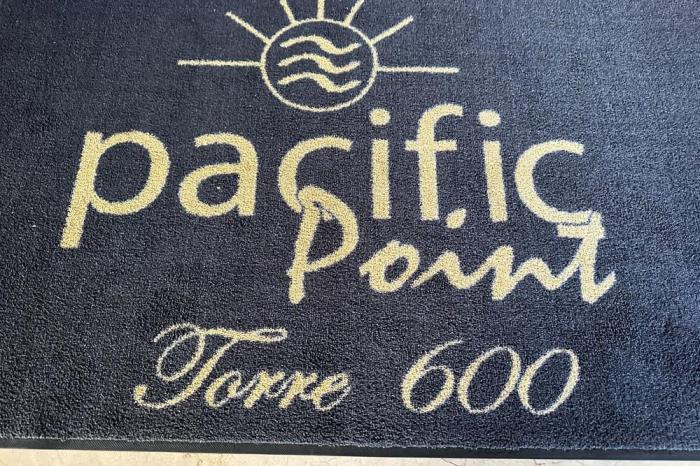 pacific
Point
Torre 600